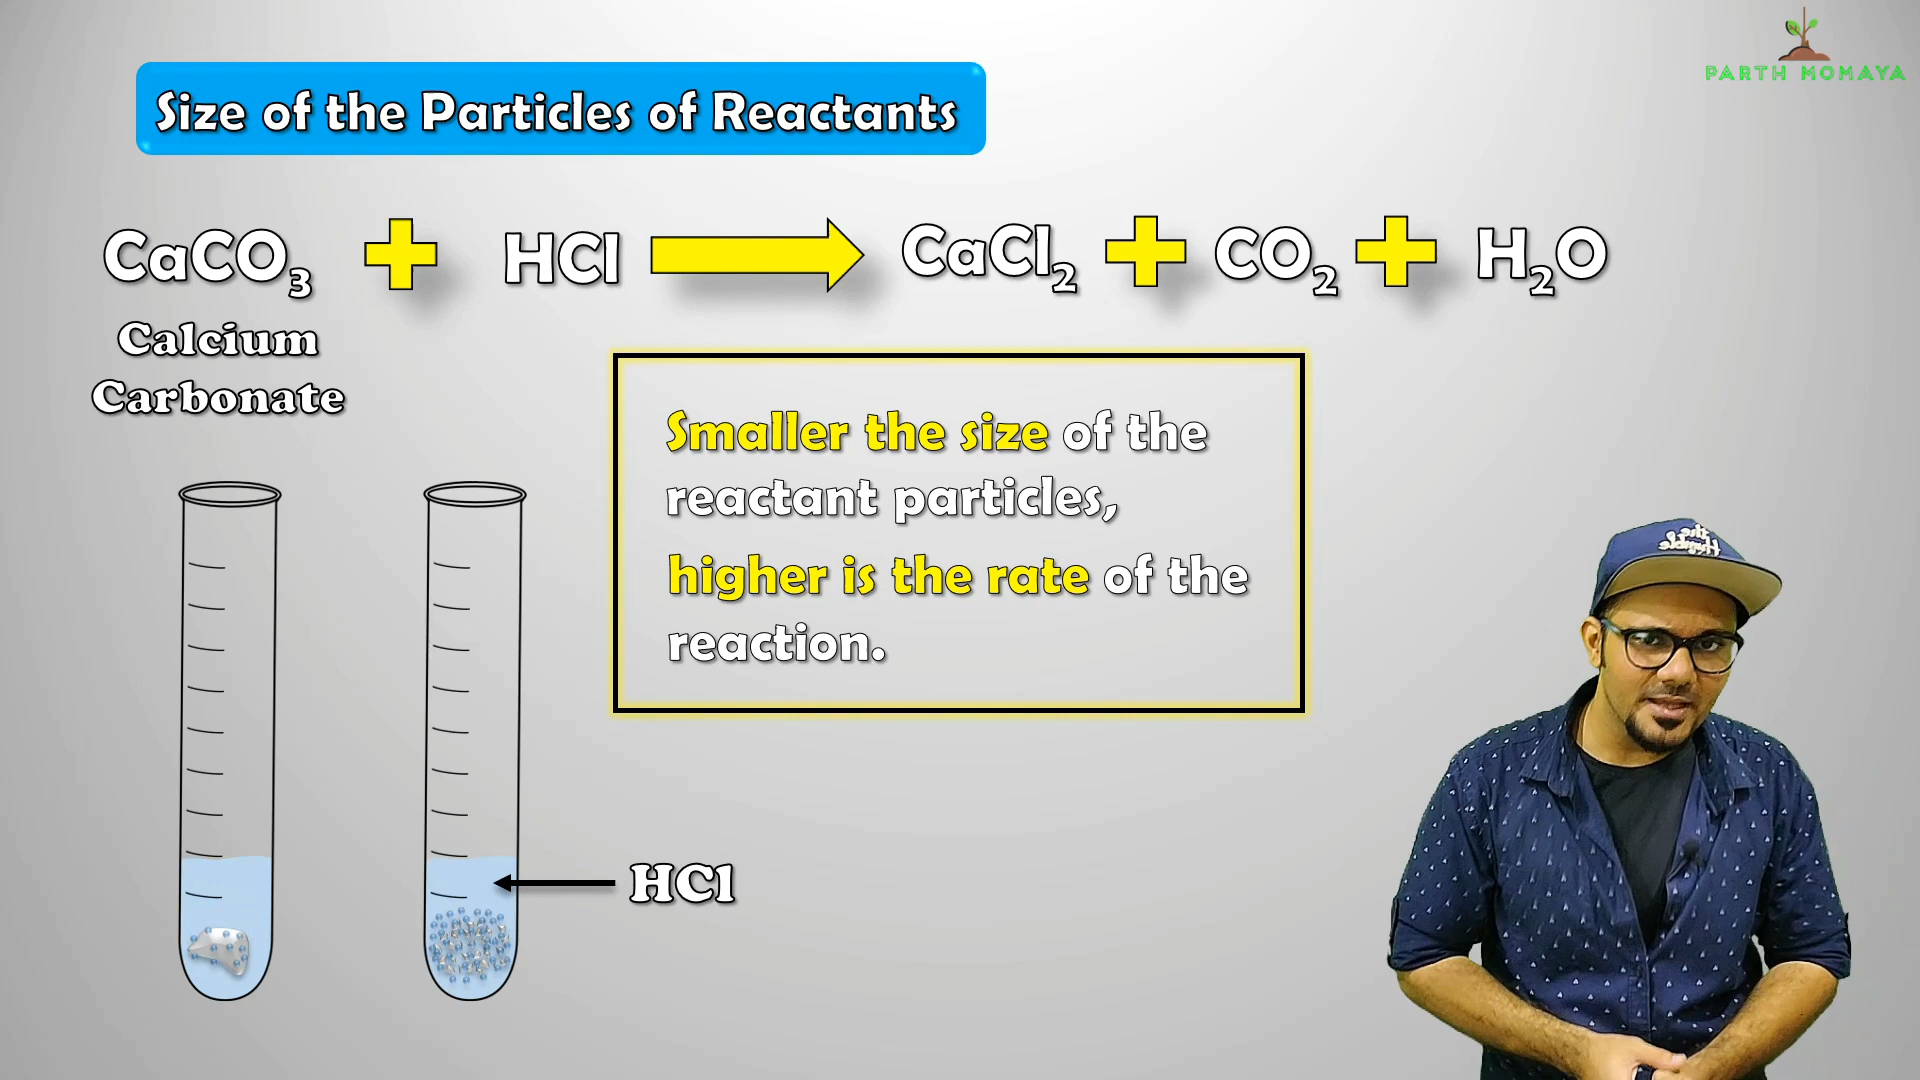 PARTH MOMAYA
Size of the Particles of Reactants
CaCO₃ + HCl → CaCl₂ + CO₂ + H₂O
Calcium
Carbonate
Smaller the size of the
reactant particles,
higher is the rate of the
reaction.
HCl